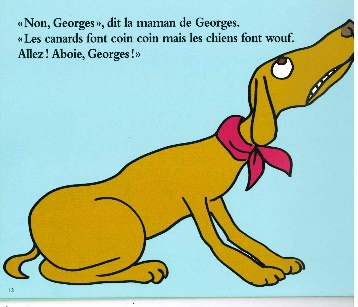 «Non, Georges», dit la maman de Georges.
«Les canards font coin coin mais les chiens font wouf.
Allez! Aboie, Georges!»
12